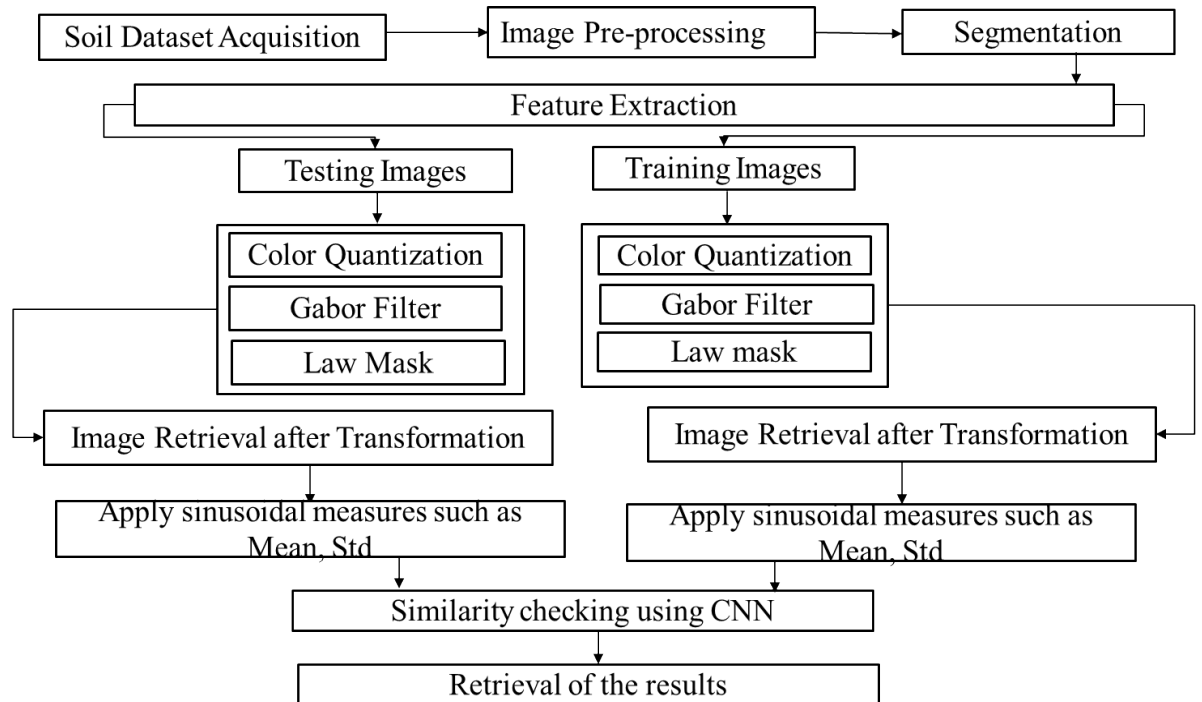 Soil Dataset Acquisition
Image Pre-processing
Segmentation
Feature Extraction
Testing Images
Training Images
Color Quantization
Gabor Filter
Law Mask
Color Quantization
Gabor Filter
Law mask
Image Retrieval after Transformation
Image Retrieval after Transformation
Apply sinusoidal measures such as
Mean, Std
Apply sinusoidal measures such as
Mean, Std
Similarity checking using CNN
Retrieval of the results